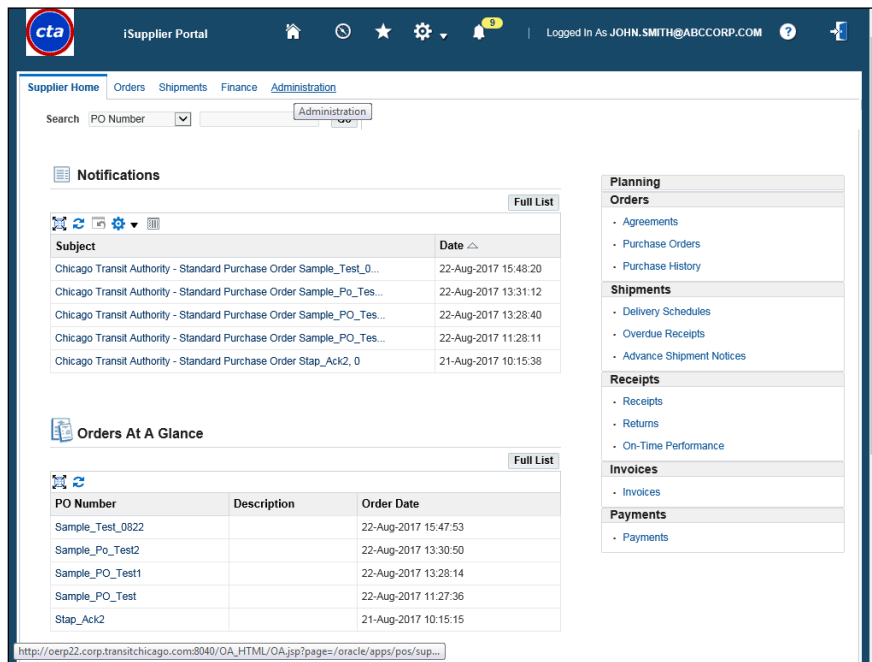 cta
iSupplier Portal
9
Logged In As JOHN.SMITH@ABCCORP.COM
?
Supplier Home Orders Shipments Finance Administration
Administration
Search PO Number Go
Notifications
Full List
Subject Date
Chicago Transit Authority - Standard Purchase Order Sample_Test_0... 22-Aug-2017 15:48:20
Chicago Transit Authority - Standard Purchase Order Sample_Po_Tes... 22-Aug-2017 13:31:12
Chicago Transit Authority - Standard Purchase Order Sample_PO_Tes... 22-Aug-2017 13:28:40
Chicago Transit Authority - Standard Purchase Order Sample_PO_Tes... 22-Aug-2017 11:28:11
Chicago Transit Authority - Standard Purchase Order Stap_Ack2, 0 21-Aug-2017 10:15:38
Orders At A Glance
Full List
PO Number Description Order Date
Sample_Test_0822 22-Aug-2017 15:47:53
Sample_Po_Test2 22-Aug-2017 13:30:50
Sample_PO_Test1 22-Aug-2017 13:28:14
Sample_PO_Test 22-Aug-2017 11:27:36
Stap_Ack2 21-Aug-2017 10:15:15
Planning
Orders
Agreements
Purchase Orders
Purchase History
Shipments
Delivery Schedules
Overdue Receipts
Advance Shipment Notices
Receipts
Receipts
Returns
On-Time Performance
Invoices
Invoices
Payments
Payments
http://oerp22.corp.transitchicago.com:8040/OA_HTML/OA.jsp?page=/oracle/apps/pos/sup...